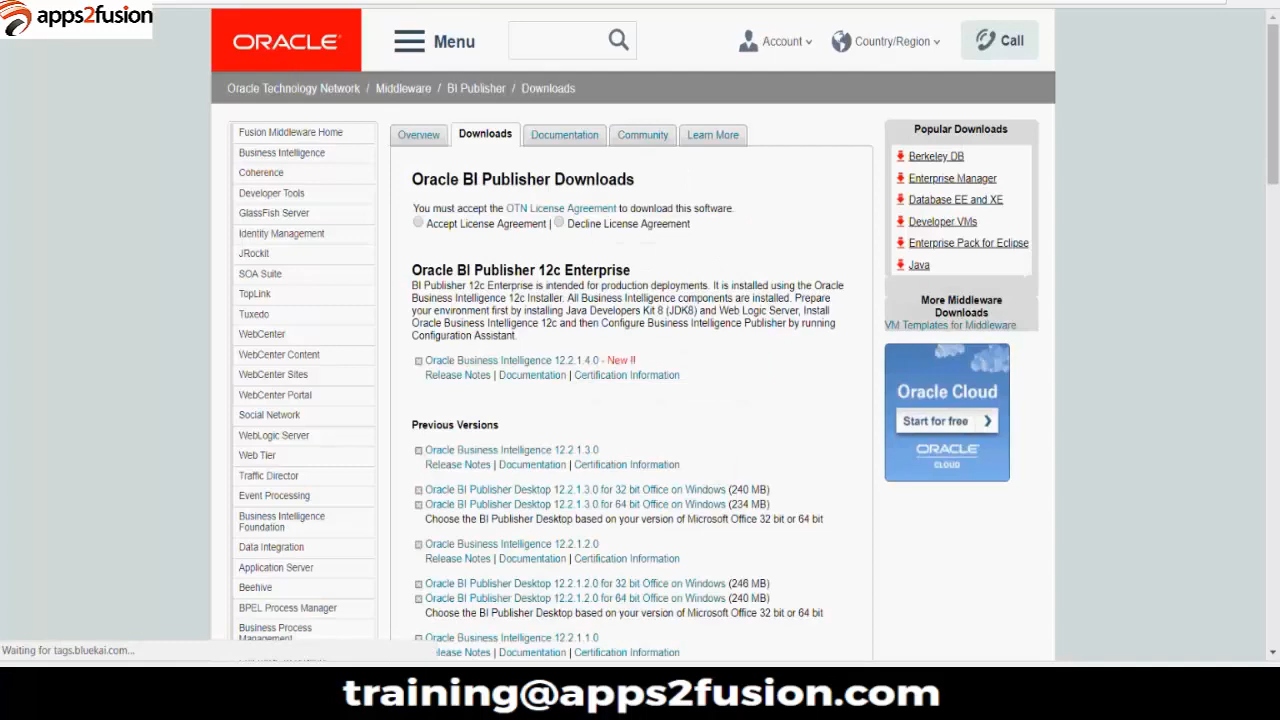 apps2fusion
ORACLE
Menu
Account
Country/Region
Call
Oracle Technology Network / Middleware / BI Publisher / Downloads
Fusion Middleware Home
Business Intelligence
Coherence
Developer Tools
GlassFish Server
Identity Management
JRockit
SOA Suite
TopLink
Tuxedo
WebCenter
WebCenter Content
WebCenter Sites
WebCenter Portal
Social Network
WebLogic Server
Web Tier
Traffic Director
Event Processing
Business Intelligence
Foundation
Data Integration
Application Server
Beehive
BPEL Process Manager
Business Process
Management
Overview
Downloads
Documentation
Community
Learn More
Oracle BI Publisher Downloads
You must accept the OTN License Agreement to download this software.
Accept License Agreement | Decline License Agreement
Oracle BI Publisher 12c Enterprise
BI Publisher 12c Enterprise is intended for production deployments. It is installed using the Oracle
Business Intelligence 12c Installer. All Business Intelligence components are installed. Prepare
your environment first by installing Java Developers Kit 8 (JDK8) and Web Logic Server, Install
Oracle Business Intelligence 12c and then Configure Business Intelligence Publisher by running
Configuration Assistant.
Oracle Business Intelligence 12.2.1.4.0 - New !!
Release Notes | Documentation | Certification Information
Previous Versions
Oracle Business Intelligence 12.2.1.3.0
Release Notes | Documentation | Certification Information
Oracle BI Publisher Desktop 12.2.1.3.0 for 32 bit Office on Windows (240 MB)
Oracle BI Publisher Desktop 12.2.1.3.0 for 64 bit Office on Windows (234 MB)
Choose the BI Publisher Desktop based on your version of Microsoft Office 32 bit or 64 bit
Oracle Business Intelligence 12.2.1.2.0
Release Notes | Documentation | Certification Information
Oracle BI Publisher Desktop 12.2.1.2.0 for 32 bit Office on Windows (246 MB)
Oracle BI Publisher Desktop 12.2.1.2.0 for 64 bit Office on Windows (240 MB)
Choose the BI Publisher Desktop based on your version of Microsoft Office 32 bit or 64 bit
Oracle Business Intelligence 12.2.1.1.0
elease Notes | Documentation | Certification Information
Popular Downloads
Berkeley DB
Enterprise Manager
Database EE and XE
Developer VMs
Enterprise Pack for Eclipse
Java
More Middleware
Downloads
VM Templates for Middleware
Oracle Cloud
Start for free
ORACLE
CLOUD
Waiting for tags.bluekai.com...
training@apps2fusion.com